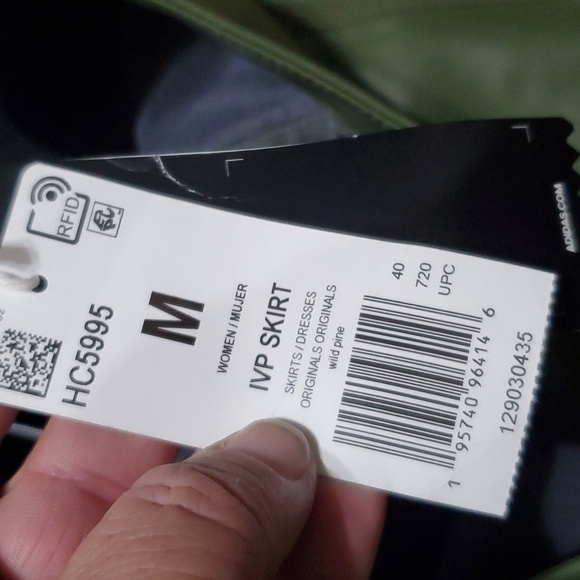 RFID
HC5995
M
WOMEN / MUJER
IVP SKIRT
SKIRTS / DRESSES
ORIGINALS ORIGINALS
wild pine
40
720
UPC
1 95740 96414 6
129030435
ADIDAS.COM